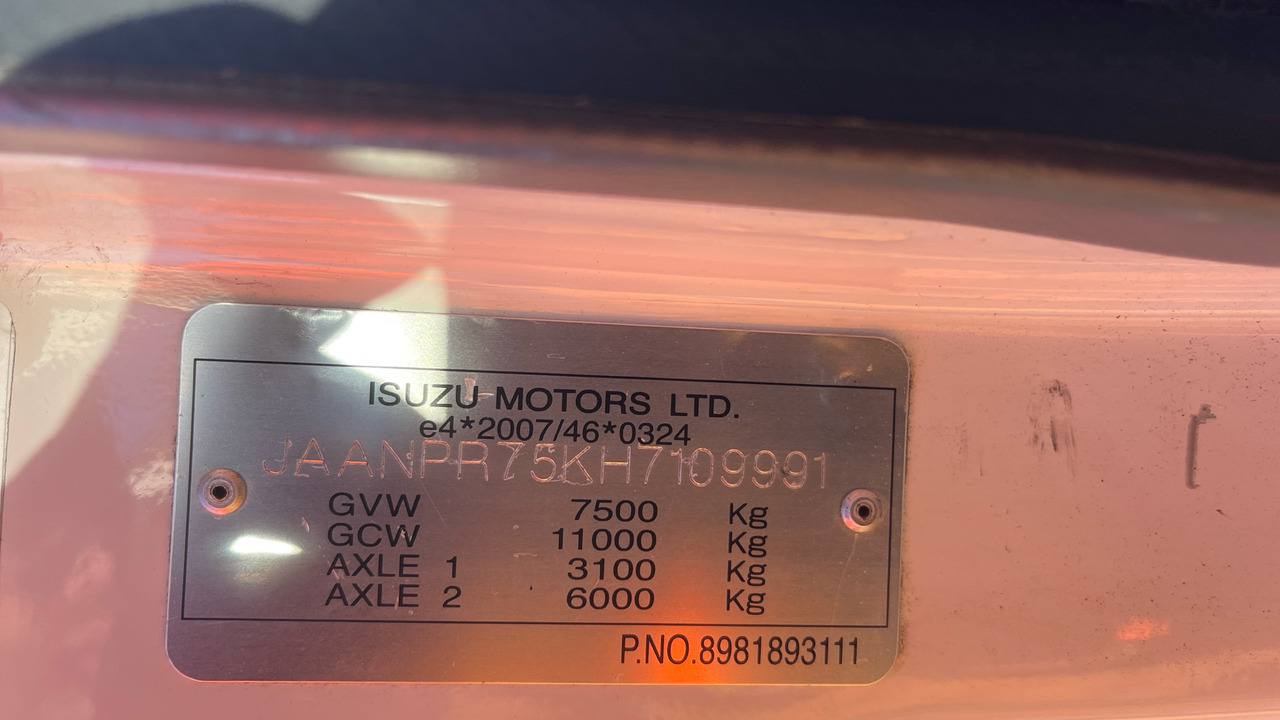 ISUZU MOTORS LTD.
e4*2007/46*0324
JAANPR75KH7109991
GVW 7500 Kg
GCW 11000 Kg
AXLE 1 3100 Kg
AXLE 2 6000 Kg
P.NO.8981893111